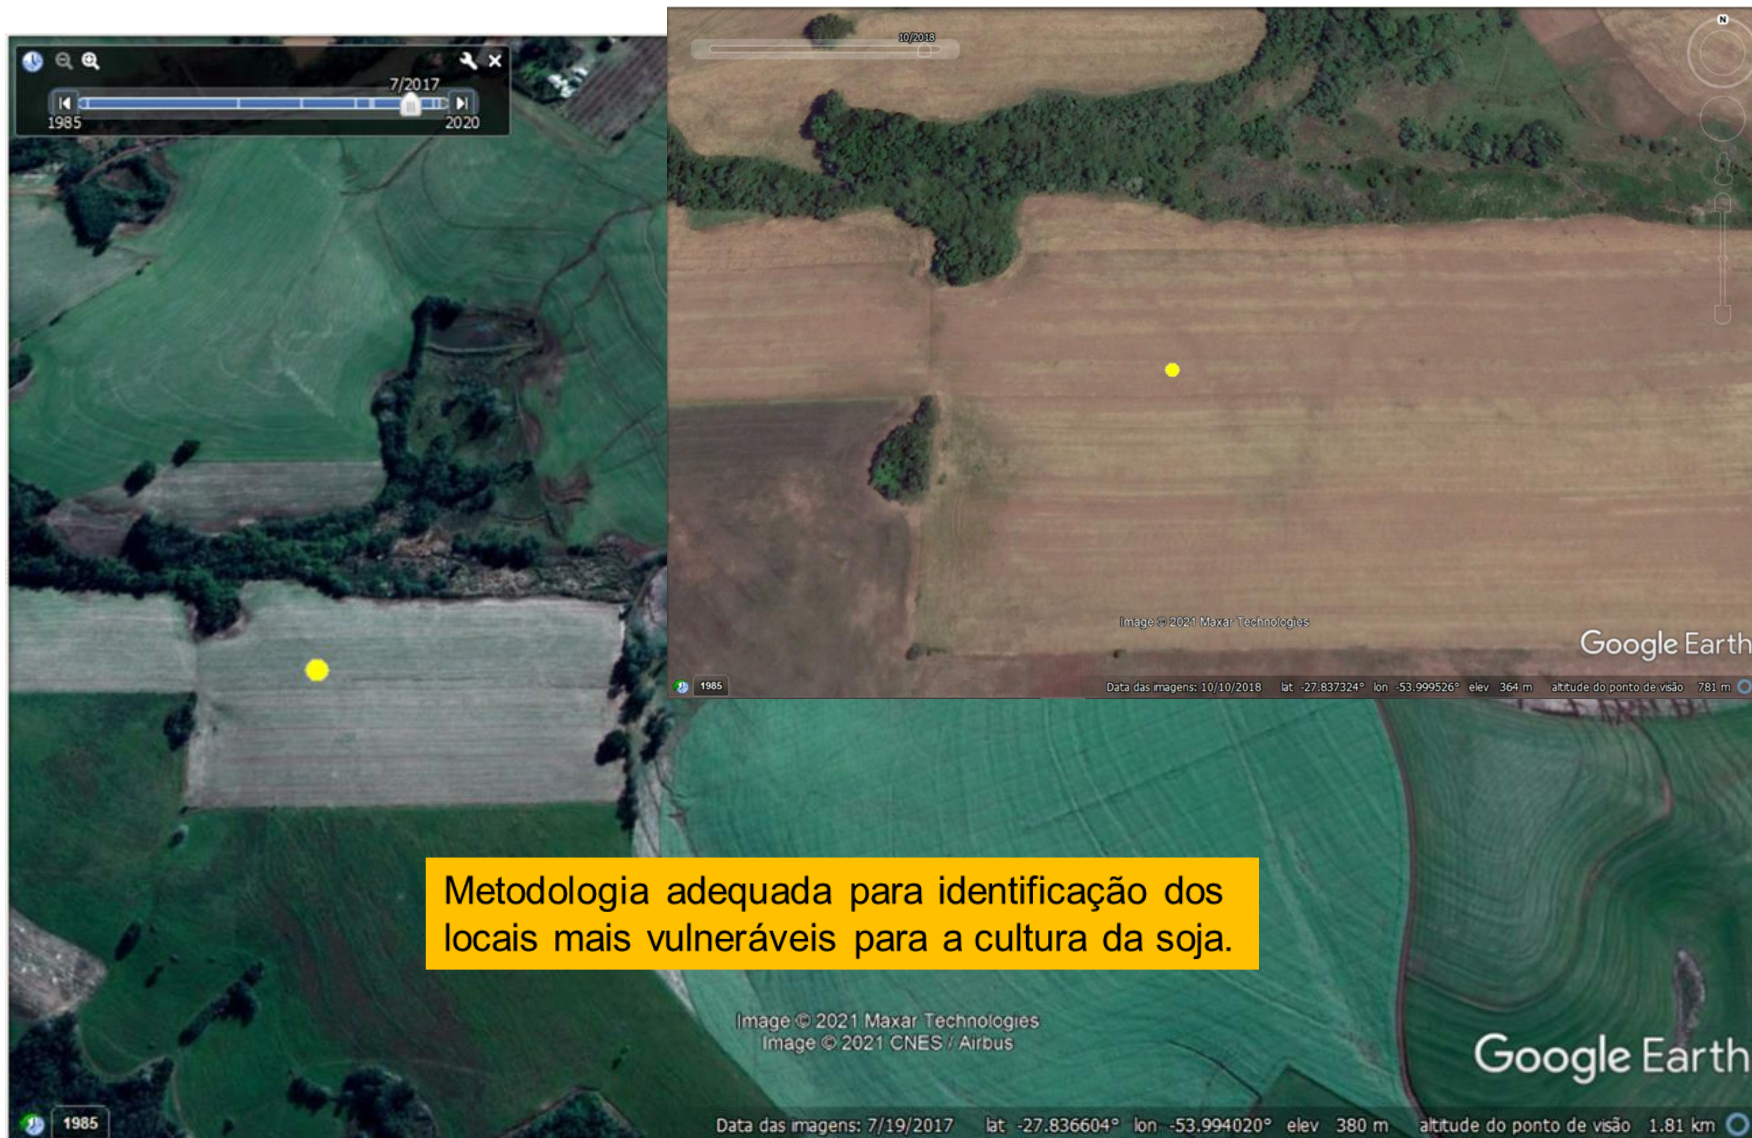 7/2017
1985
2020
10/2018
N
Image © 2021 Maxar Technologies
Google Earth
1985
Data das imagens: 10/10/2018 lat -27.837324° lon -53.999526° elev 364 m altitude do ponto de visão 781 m
Metodologia adequada para identificação dos
locais mais vulneráveis para a cultura da soja.
Image © 2021 Maxar Technologies
Image © 2021 CNES / Airbus
Google Earth
1985
Data das imagens: 7/19/2017 lat -27.836604° lon -53.994020° elev 380 m altitude do ponto de visão 1.81 km